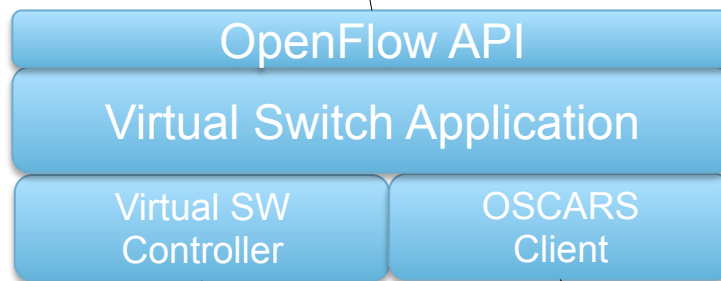 OpenFlow API
Virtual Switch Application
Virtual SW
Controller
OSCARS
Client